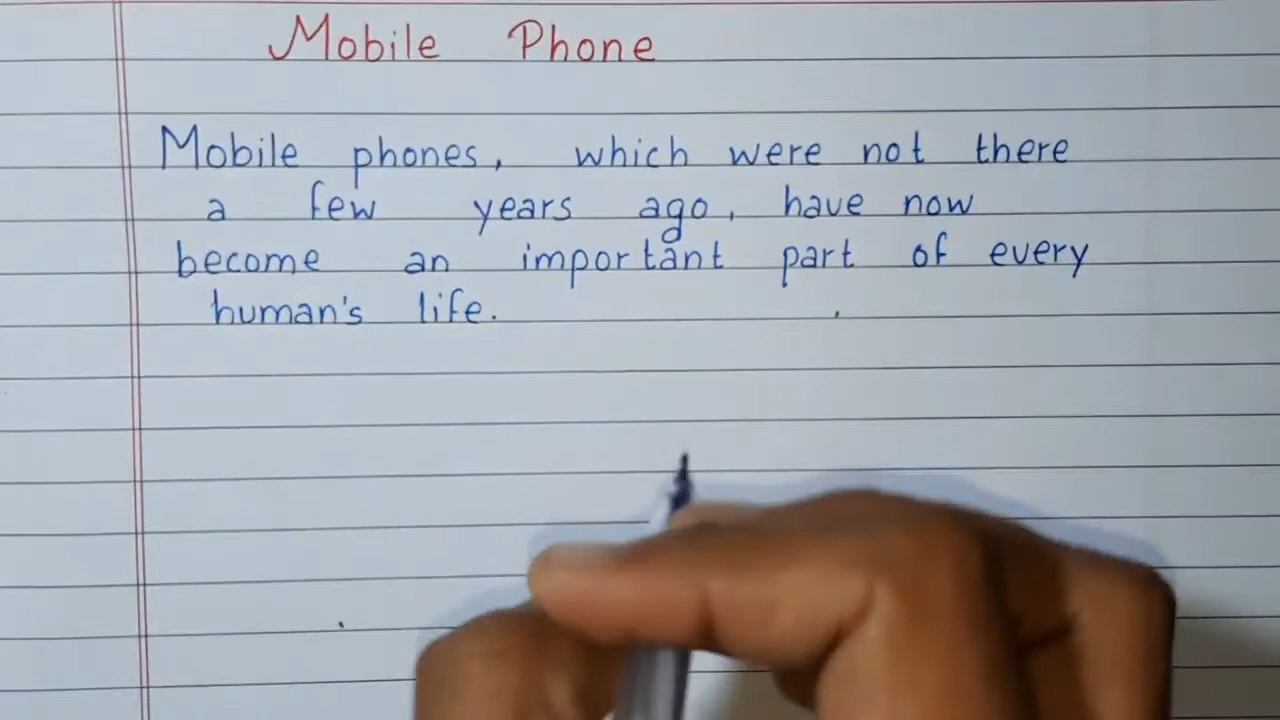 Mobile Phone
Mobile phones, which were not there
a few years ago, have now
become an important part of every
human's life.